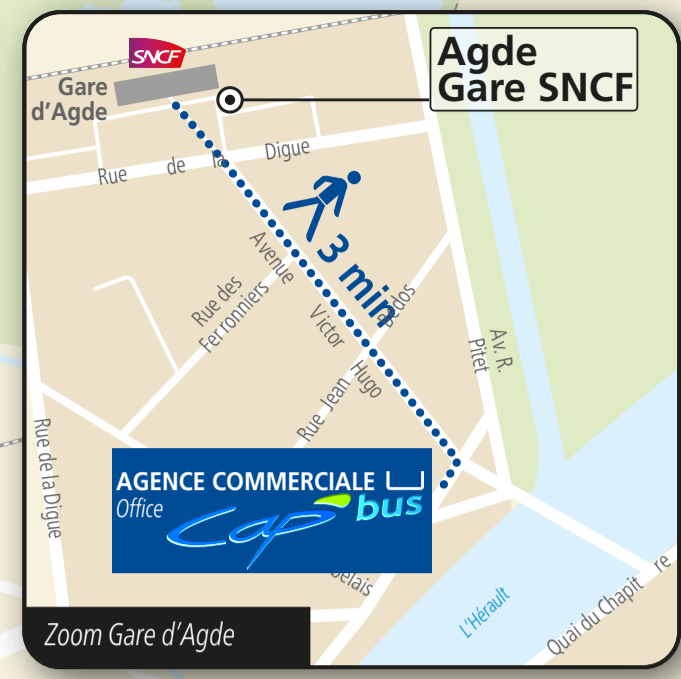 SNCF
Gare
d'Agde
Agde
Gare SNCF
Rue de la Digue
3 min
Avenue Victor Hugo
Rue des
Ferronniers
Rue Jean
Av. R.
Pitet
Rue de la Digue
AGENCE COMMERCIALE
Office
Cap bus
L'Hérault
Quai du Chapitre
Zoom Gare d'Agde